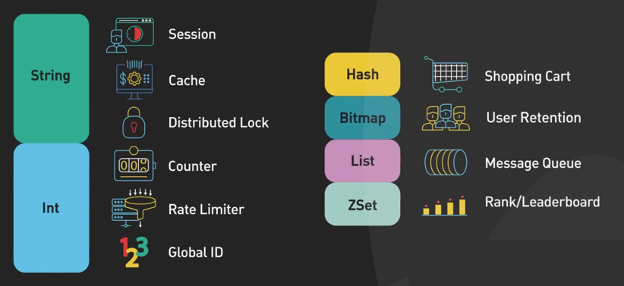 String
Session
Cache
Distributed Lock
Int
Counter
Rate Limiter
Global ID
Hash
Shopping Cart
Bitmap
User Retention
List
Message Queue
ZSet
Rank/Leaderboard
$
000
123